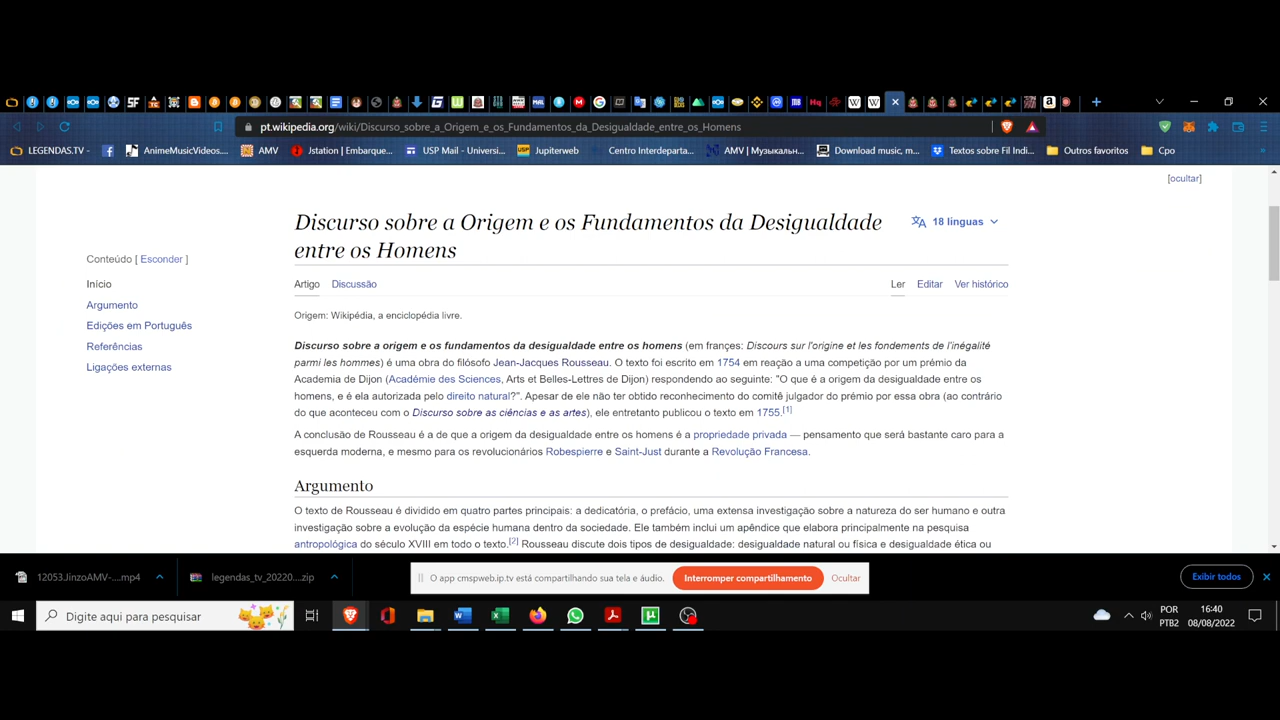 pt.wikipedia.org/wiki/Discurso_sobre_a_Origem_e_os_Fundamentos_da_Desigualdade_entre_os_Homens
LEGENDAS.TV - AnimeMusicVideos... AMV Jstation | Embarque... USP Mail - Universi... Jupiterweb Centro Interdeparta... AMV | Музыкальн... Download music, m... Textos sobre Fil Indi... Outros favoritos Cpo
[ocultar]
Discurso sobre a Origem e os Fundamentos da Desigualdade
entre os Homens
18 línguas
Conteúdo [ Esconder ]
Início
Argumento
Edições em Português
Referências
Ligações externas
Artigo Discussão Ler Editar Ver histórico
Origem: Wikipédia, a enciclopédia livre.
Discurso sobre a origem e os fundamentos da desigualdade entre os homens (em franções: Discours sur l'origine et les fondements de l'inégalité
parmi les hommes) é uma obra do filósofo Jean-Jacques Rousseau. O texto foi escrito em 1754 em reação a uma competição por um prémio da
Academia de Dijon (Académie des Sciences, Arts et Belles-Lettres de Dijon) respondendo ao seguinte: "O que é a origem da desigualdade entre os
homens, e é ela autorizada pelo direito natural?". Apesar de ele não ter obtido reconhecimento do comitê julgador do prémio por essa obra (ao contrário
do que aconteceu com o Discurso sobre as ciências e as artes), ele entretanto publicou o texto em 1755.[1]
A conclusão de Rousseau é a de que a origem da desigualdade entre os homens é a propriedade privada — pensamento que será bastante caro para a
esquerda moderna, e mesmo para os revolucionários Robespierre e Saint-Just durante a Revolução Francesa.
Argumento
O texto de Rousseau é dividido em quatro partes principais: a dedicatória, o prefácio, uma extensa investigação sobre a natureza do ser humano e outra
investigação sobre a evolução da espécie humana dentro da sociedade. Ele também inclui um apêndice que elabora principalmente na pesquisa
antropológica do século XVIII em todo o texto.[2] Rousseau discute dois tipos de desigualdade: desigualdade natural ou física e desigualdade ética ou
12053.JinzoAMV-....mp4 legendas_tv_20220....zip
O app cmspweb.ip.tv está compartilhando sua tela e áudio. Interromper compartilhamento Ocultar
Exibir todos
Digite aqui para pesquisar
POR 16:40
PTB2 08/08/2022